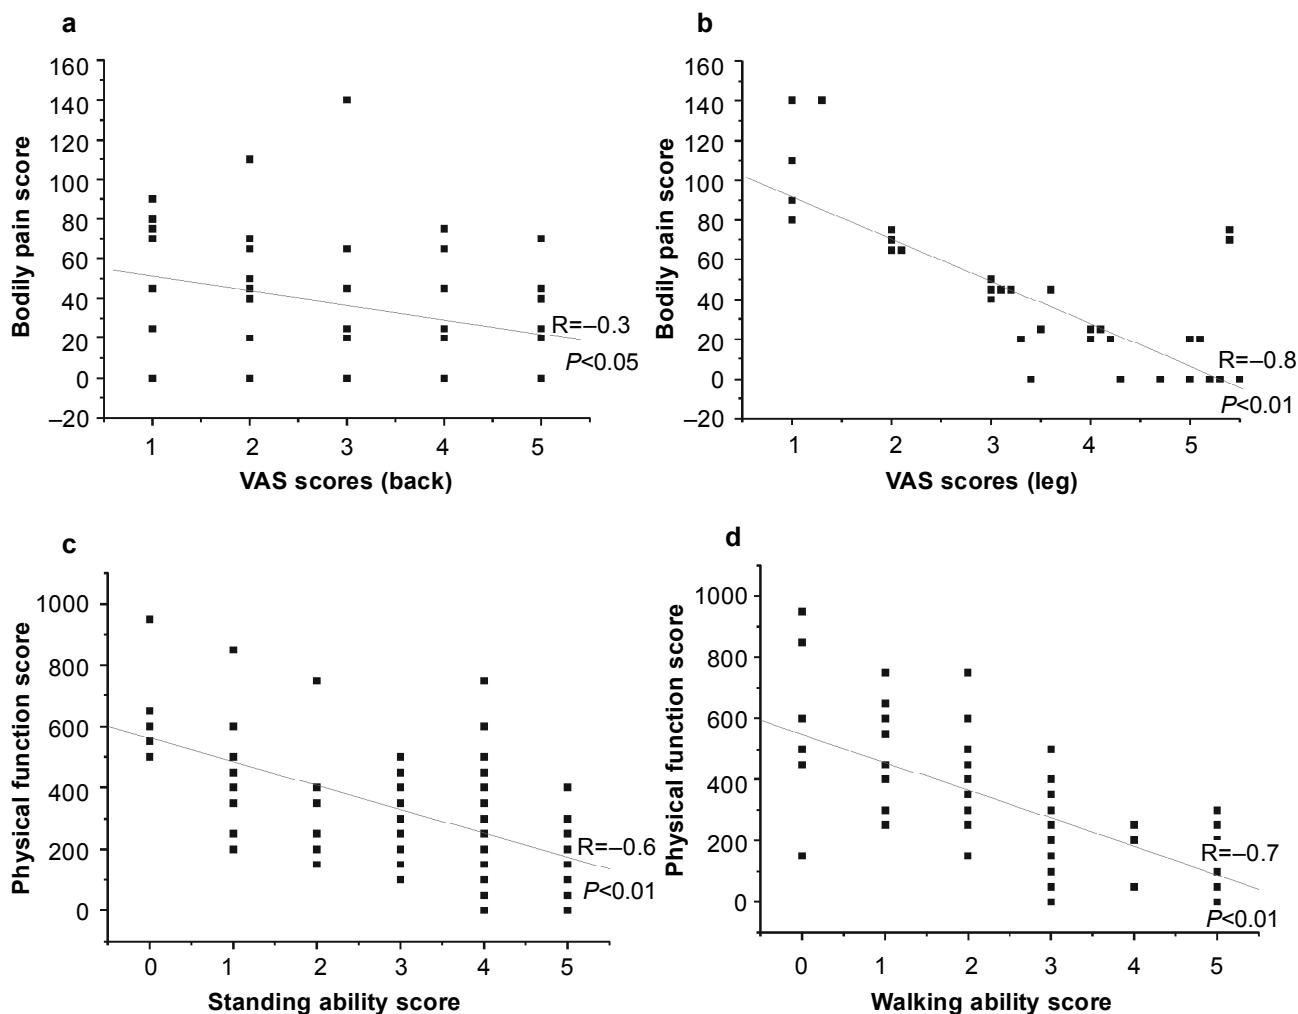 a
160
140
120
100
80
60
40
20
0
–20
Bodily pain score
R=–0.3
P<0.05
1 2 3 4 5
VAS scores (back)
b
160
140
120
100
80
60
40
20
0
–20
Bodily pain score
R=–0.8
P<0.01
1 2 3 4 5
VAS scores (leg)
c
1000
800
600
400
200
0
Physical function score
R=–0.6
P<0.01
0 1 2 3 4 5
Standing ability score
d
1000
800
600
400
200
0
Physical function score
R=–0.7
P<0.01
0 1 2 3 4 5
Walking ability score